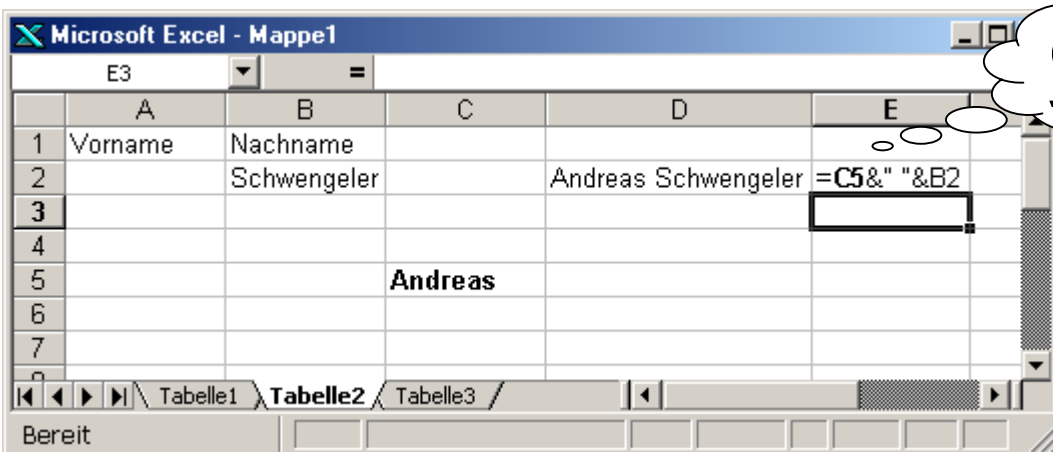 Microsoft Excel - Mappe1
E3 =
A B C D E
1 Vorname Nachname
2 Schwengeler Andreas Schwengeler =C5&" "&B2
3
4
5 Andreas
6
7
Tabelle1 Tabelle2 Tabelle3
Bereit